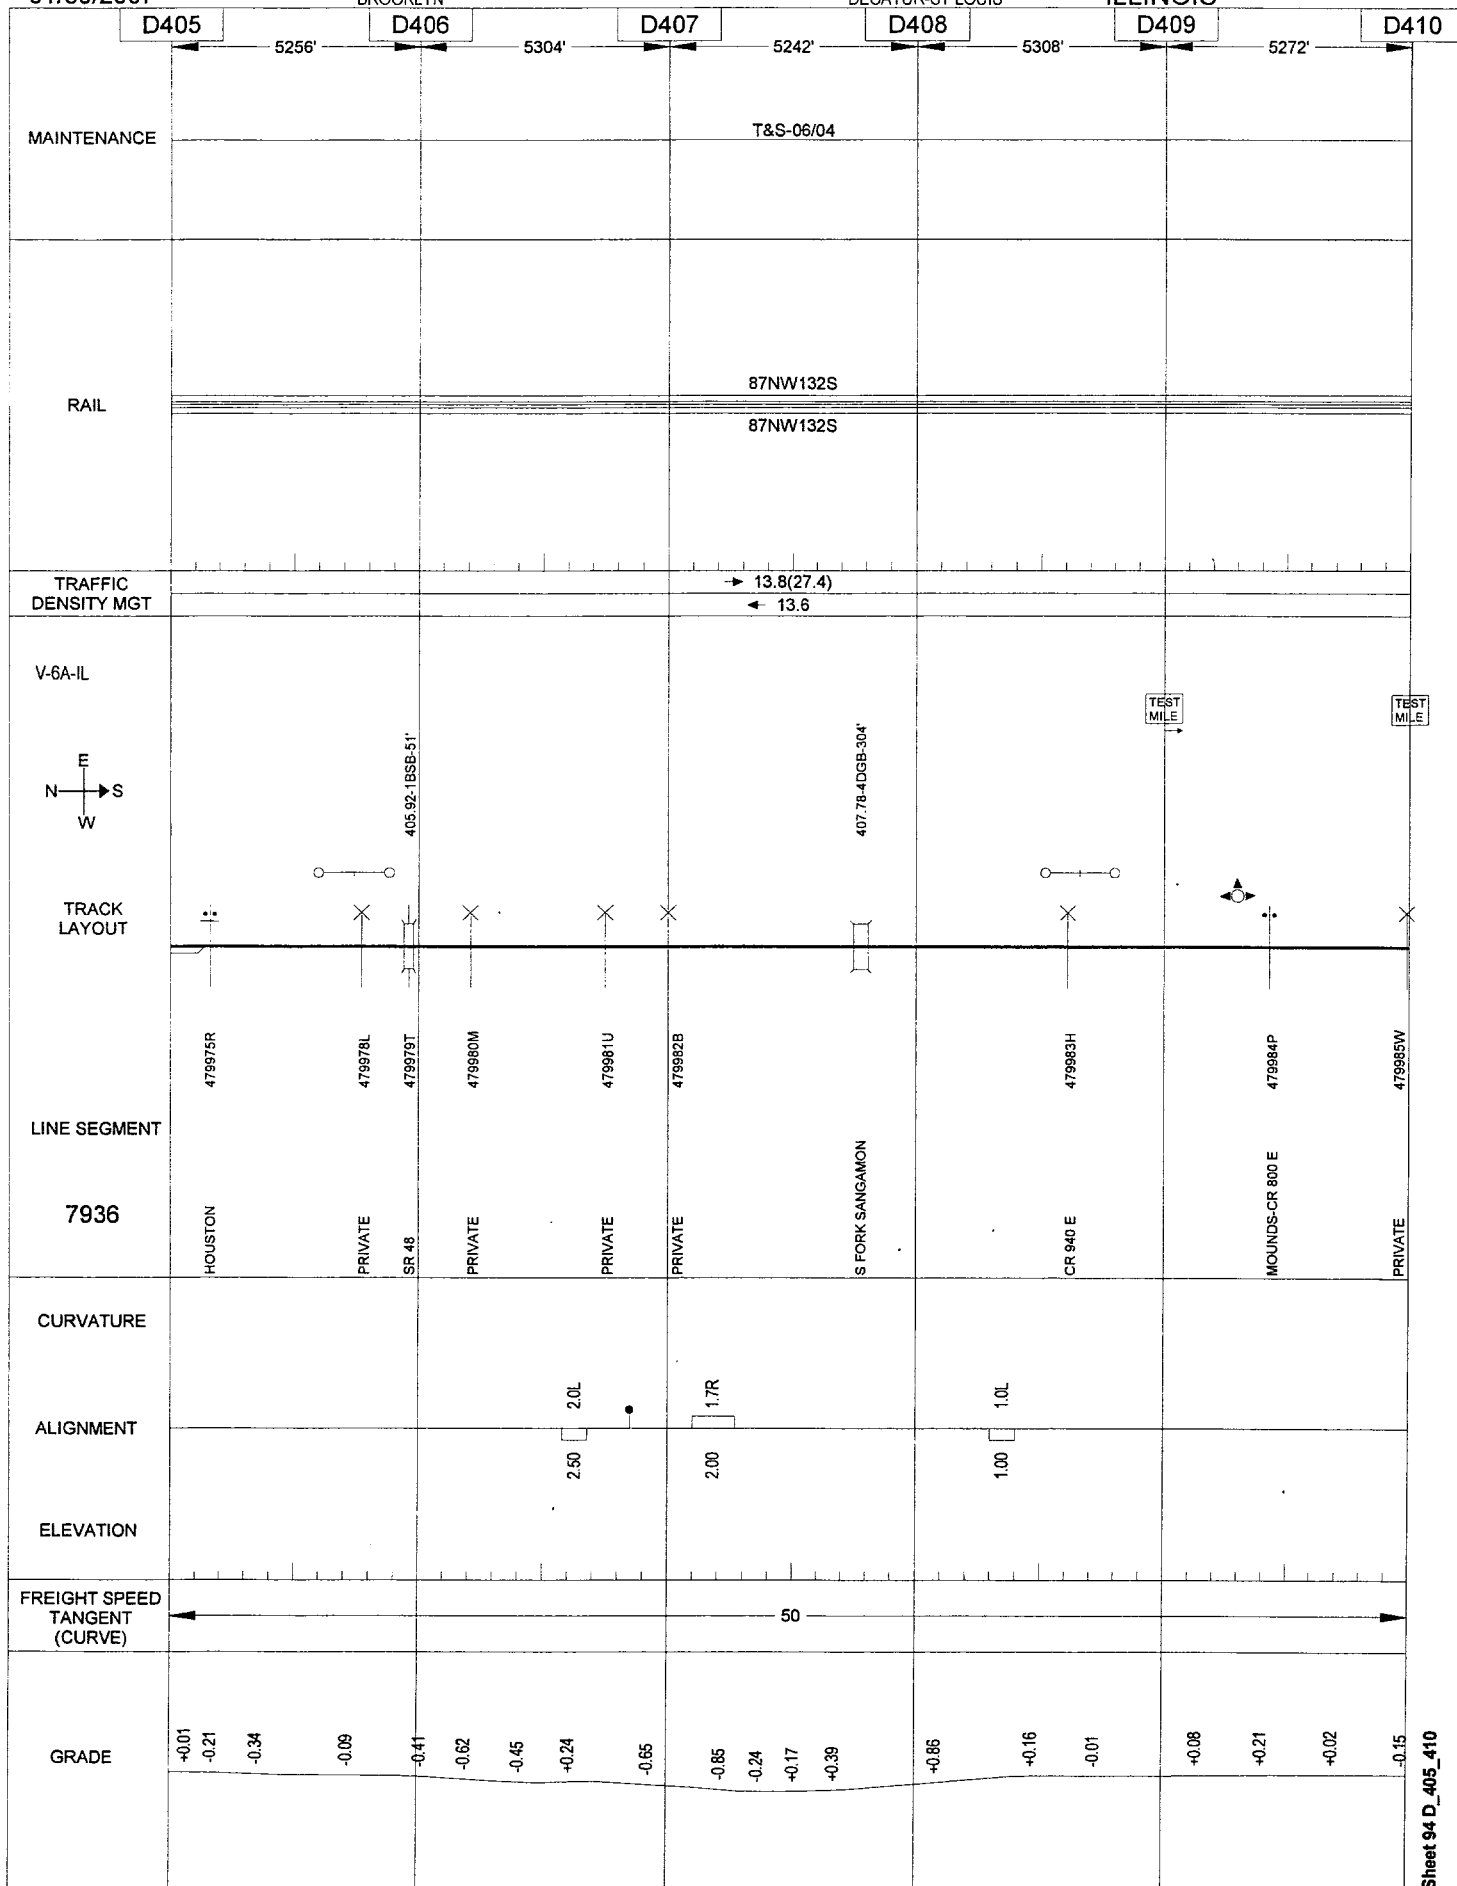 BROOKLYN
DECATUR-ST LOUIS
ILLINOIS
D405
D406
D407
D408
D409
D410
5256'
5304'
5242'
5308'
5272'
MAINTENANCE
T&S-06/04
RAIL
87NW132S
87NW132S
TRAFFIC
DENSITY MGT
13.8(27.4)
13.6
V-6A-IL
E
N
S
W
405.92-1BSB-51'
407.78-4DGB-304'
TEST
MILE
TEST
MILE
TRACK
LAYOUT
479975R
479978L
479979T
479980M
479981U
479982B
479983H
479984P
479985W
LINE SEGMENT
7936
HOUSTON
PRIVATE
SR 48
PRIVATE
PRIVATE
PRIVATE
S FORK SANGAMON
CR 940 E
MOUNDS-CR 800 E
PRIVATE
CURVATURE
2.0L
1.7R
1.0L
ALIGNMENT
2.50
2.00
1.00
ELEVATION
FREIGHT SPEED
TANGENT
(CURVE)
50
GRADE
+0.01
-0.21
-0.34
-0.09
-0.41
-0.62
-0.45
+0.24
-0.65
-0.85
-0.24
+0.17
+0.39
+0.86
+0.16
-0.01
+0.08
+0.21
+0.02
-0.15
Sheet 94 D_405_410